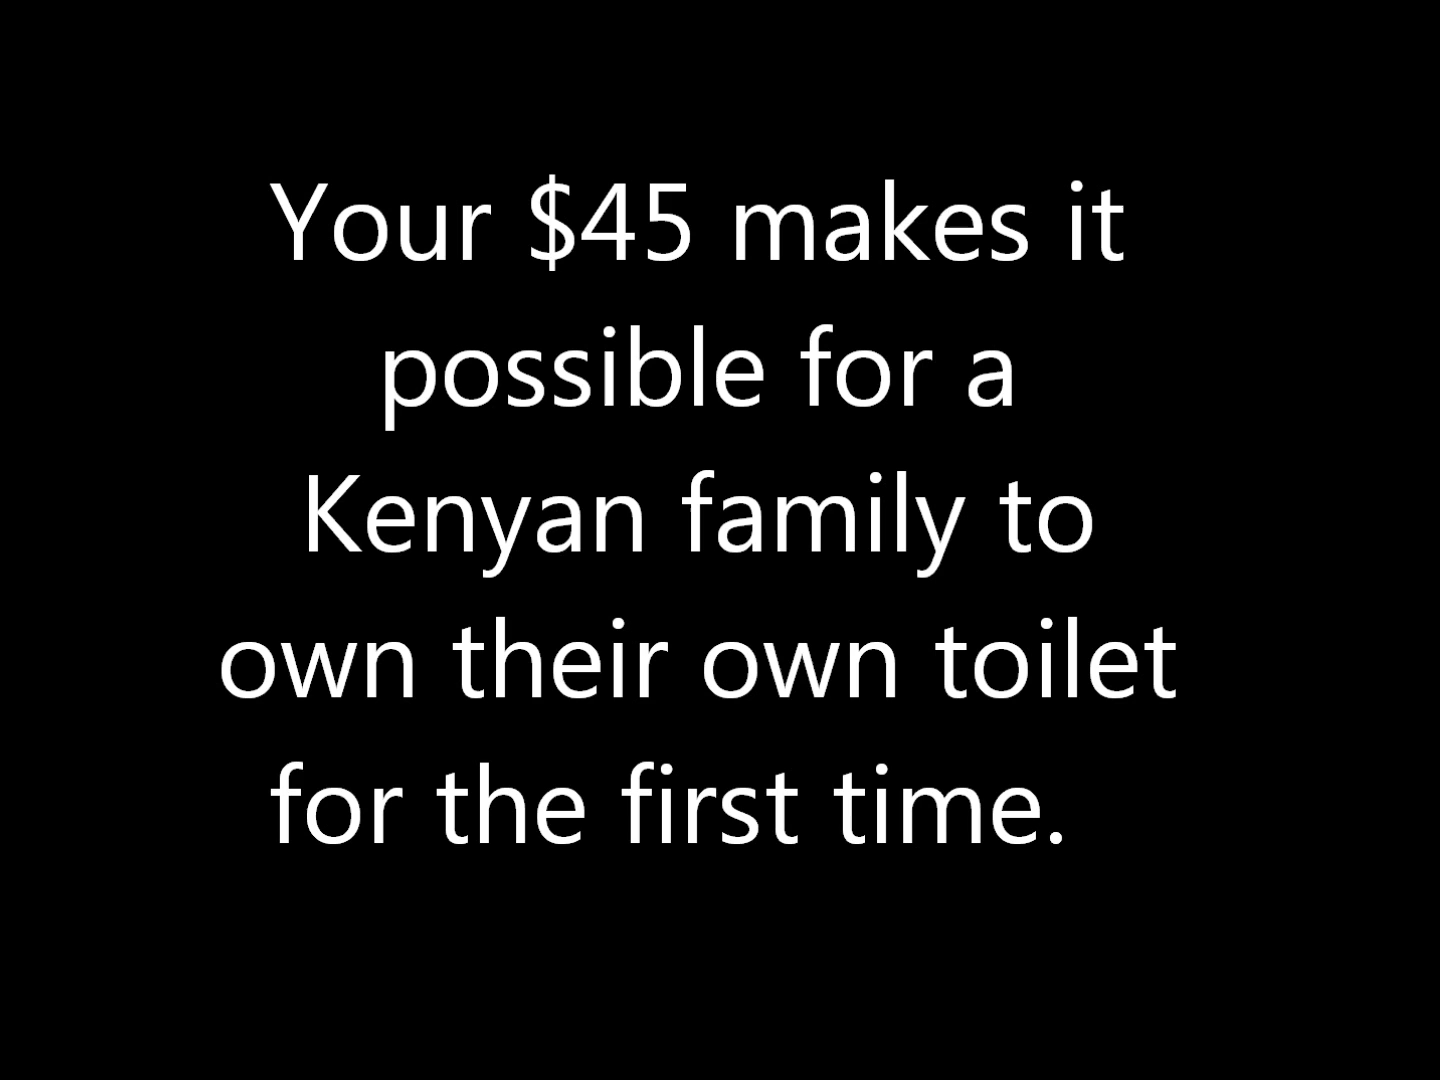 Your $45 makes it
possible for a
Kenyan family to
own their own toilet
for the first time.